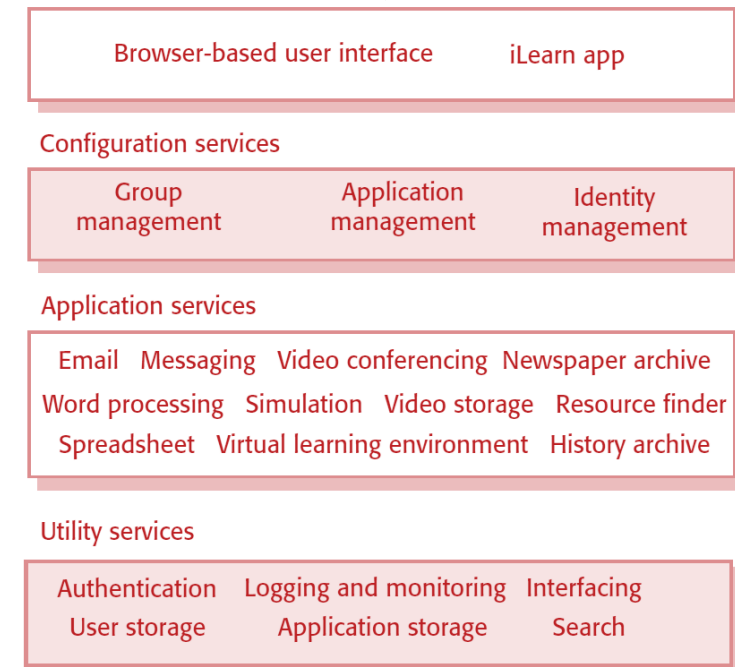 Browser-based user interface iLearn app
Configuration services
Group management Application management Identity management
Application services
Email Messaging Video conferencing Newspaper archive
Word processing Simulation Video storage Resource finder
Spreadsheet Virtual learning environment History archive
Utility services
Authentication Logging and monitoring Interfacing
User storage Application storage Search